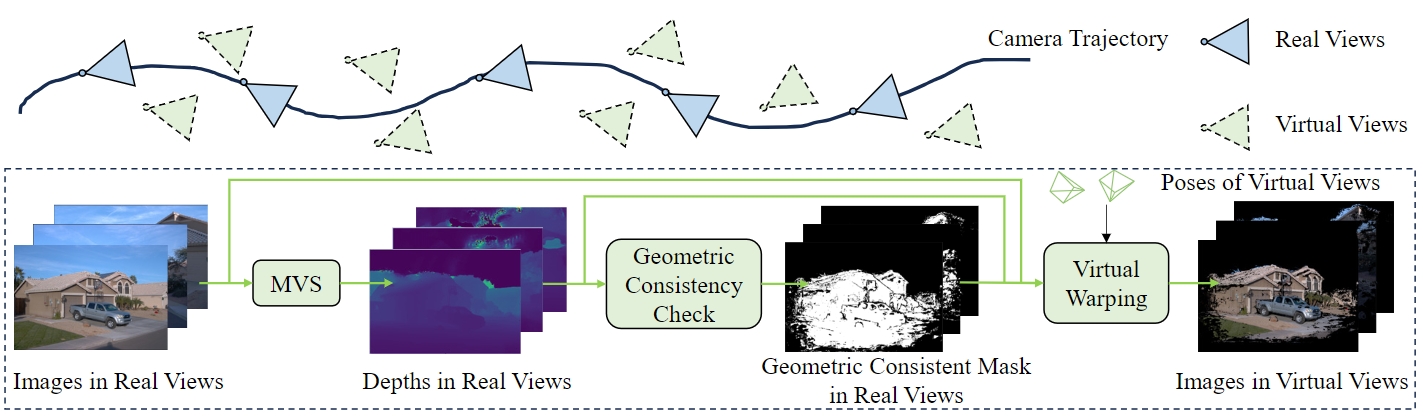 Camera Trajectory
Real Views
Virtual Views
Poses of Virtual Views
MVS
Geometric
Consistency
Check
Virtual
Warping
Images in Real Views
Depths in Real Views
Geometric Consistent Mask
in Real Views
Images in Virtual Views